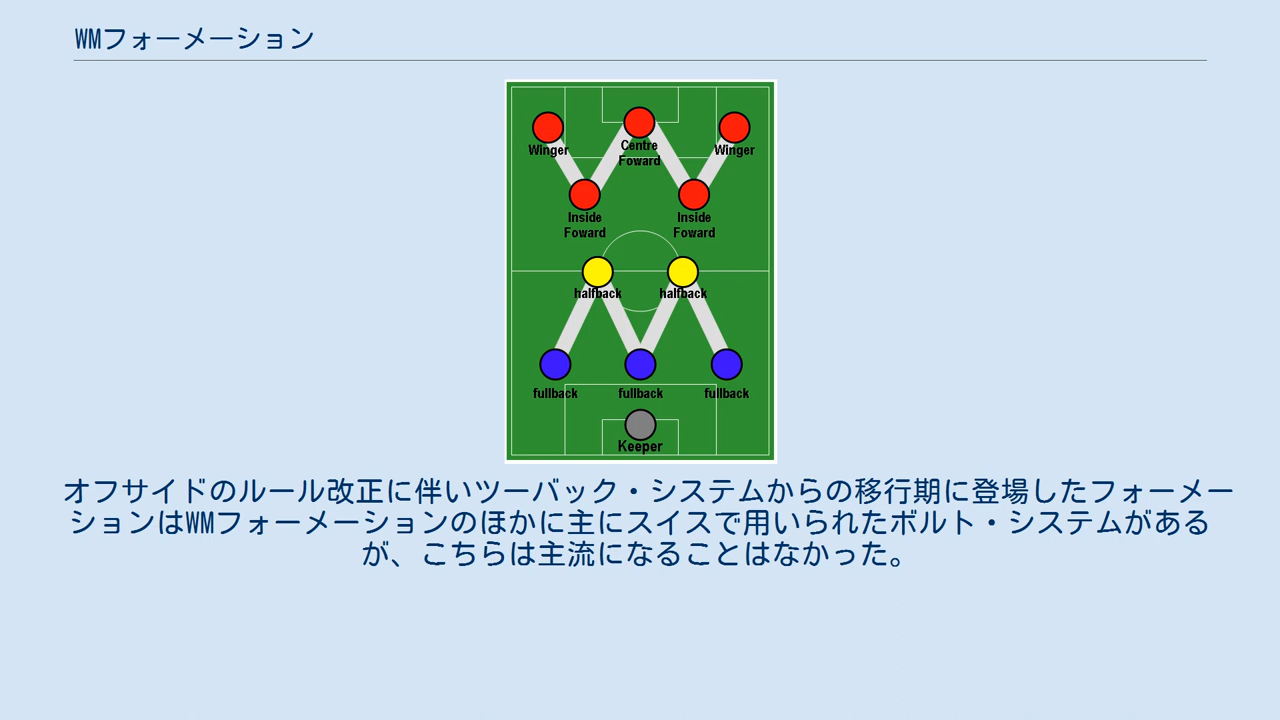 WMフォーメーション
Winger
Centre
Foward
Winger
Inside
Foward
Inside
Foward
halfback
halfback
fullback
fullback
fullback
Keeper
オフサイドのルール改正に伴いツーバック・システムからの移行期に登場したフォーメー
ションはWMフォーメーションのほかに主にスイスで用いられたボルト・システムがある
が、こちらは主流になることはなかった。